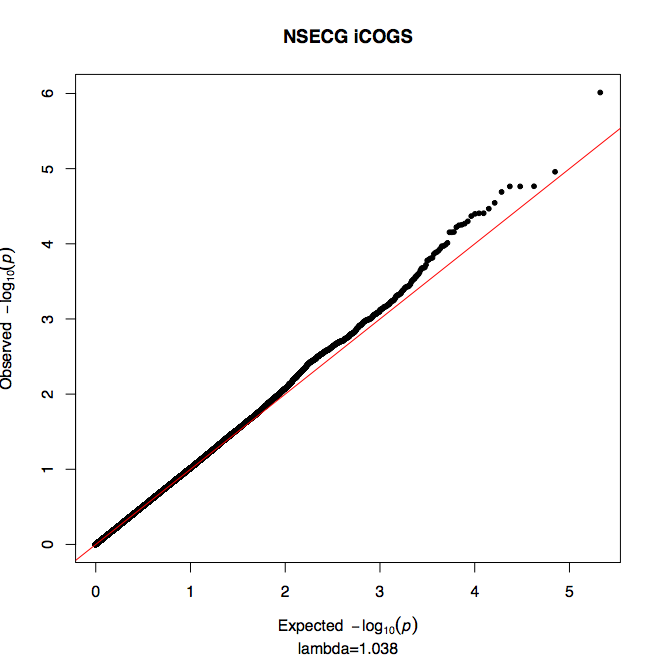 NSECG iCOGS
6
5
4
3
2
1
0
Observed −log10(p)
0 1 2 3 4 5
Expected −log10(p)
lambda=1.038